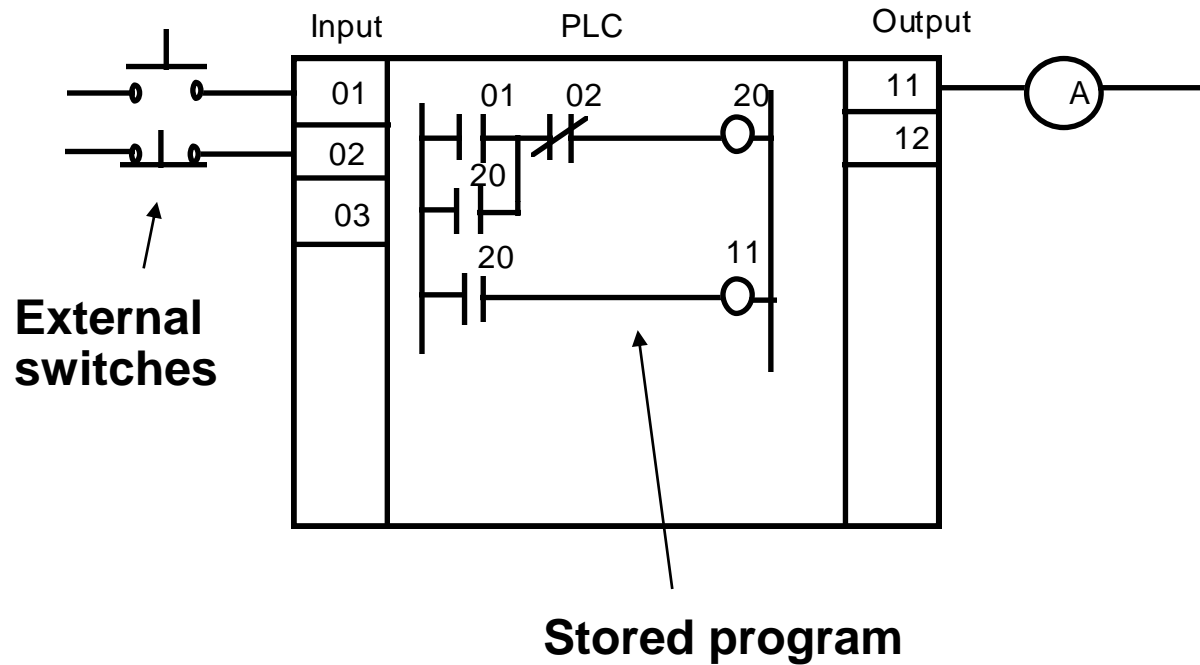 Input PLC Output
01 01 02 20 11 A
02 20 12
03
20 11
External
switches
Stored program